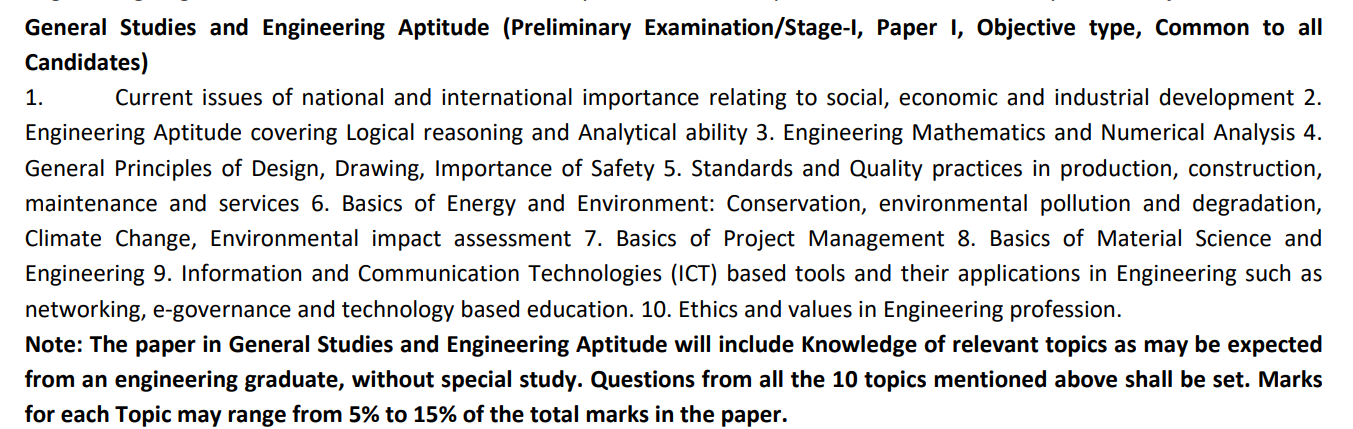 General Studies and Engineering Aptitude (Preliminary Examination/Stage-I, Paper I, Objective type, Common to all
Candidates)
1. Current issues of national and international importance relating to social, economic and industrial development 2.
Engineering Aptitude covering Logical reasoning and Analytical ability 3. Engineering Mathematics and Numerical Analysis 4.
General Principles of Design, Drawing, Importance of Safety 5. Standards and Quality practices in production, construction,
maintenance and services 6. Basics of Energy and Environment: Conservation, environmental pollution and degradation,
Climate Change, Environmental impact assessment 7. Basics of Project Management 8. Basics of Material Science and
Engineering 9. Information and Communication Technologies (ICT) based tools and their applications in Engineering such as
networking, e-governance and technology based education. 10. Ethics and values in Engineering profession.
Note: The paper in General Studies and Engineering Aptitude will include Knowledge of relevant topics as may be expected
from an engineering graduate, without special study. Questions from all the 10 topics mentioned above shall be set. Marks
for each Topic may range from 5% to 15% of the total marks in the paper.